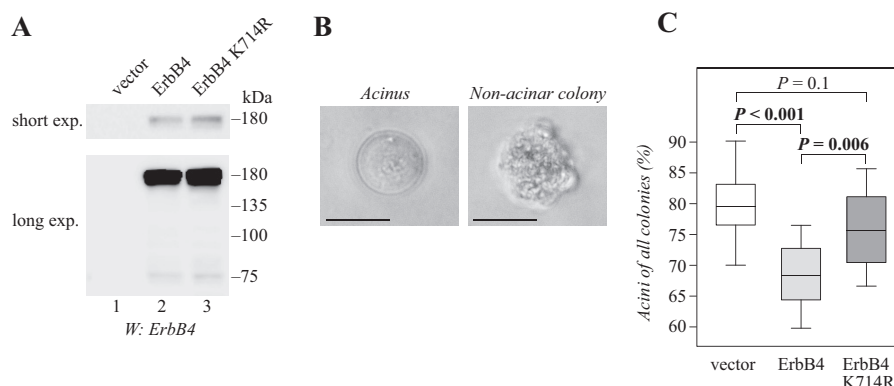 A
vector
ErbB4
ErbB4 K714R
kDa
short exp.
–180
long exp.
–180
–135
–100
–75
1 2 3
W: ErbB4
B
Acinus
Non-acinar colony
C
P = 0.1
P < 0.001
P = 0.006
Acini of all colonies (%)
90
85
80
75
70
65
60
vector
ErbB4
ErbB4
K714R